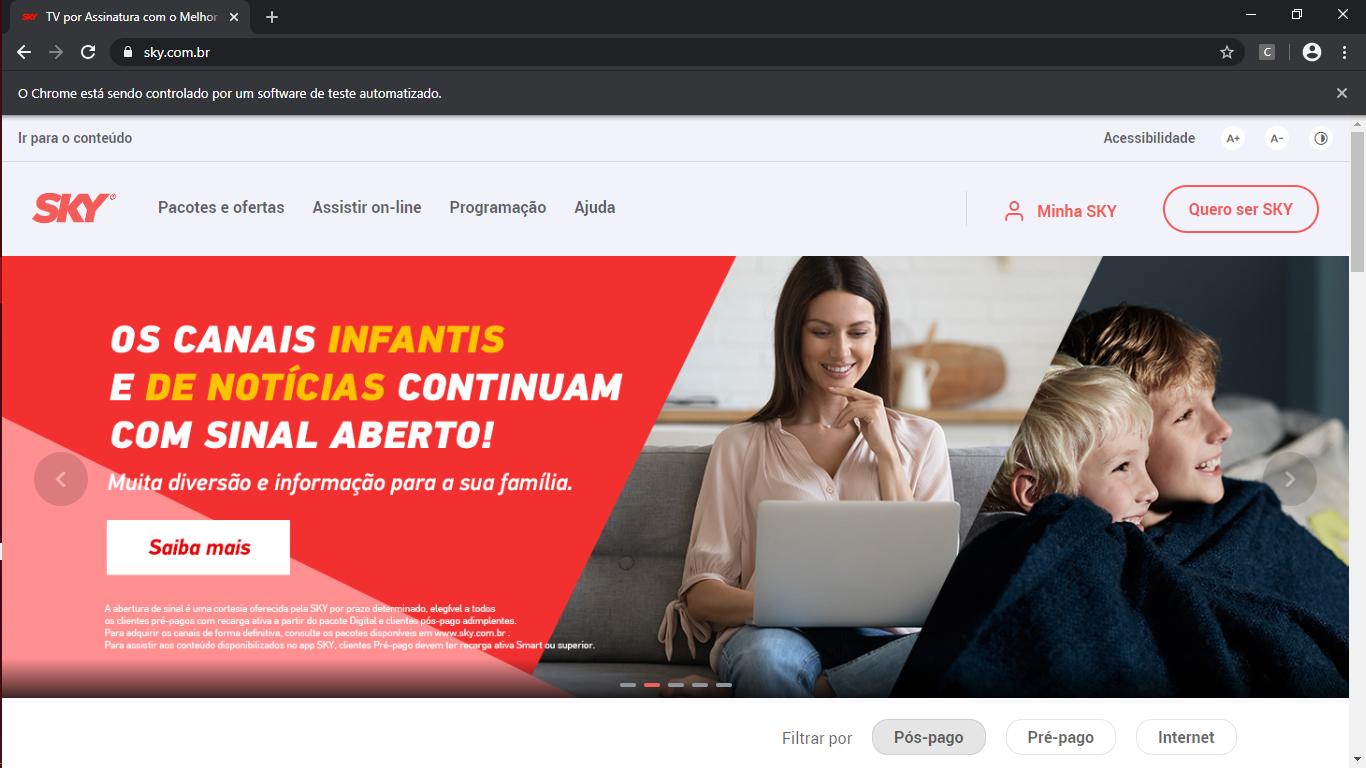 SKY TV por Assinatura com o Melhor
sky.com.br
C
O Chrome está sendo controlado por um software de teste automatizado.
Ir para o conteúdo
Acessibilidade A+ A-
SKY
Pacotes e ofertas Assistir on-line Programação Ajuda Minha SKY Quero ser SKY
OS CANAIS INFANTIS
E DE NOTÍCIAS CONTINUAM
COM SINAL ABERTO!
Muita diversão e informação para a sua família.
Saiba mais
A abertura de sinal é uma cortesia oferecida pela SKY por prazo determinado, elegível a todos
os clientes pré-pagos com recarga ativa a partir do pacote Digital e clientes pós-pago adimplentes.
Para adquirir os canais de forma definitiva, consulte os pacotes disponíveis em www.sky.com.br .
Para assistir aos conteúdo disponibilizados no app SKY, clientes Pré-pago devem ter recarga ativa Smart ou superior.
Filtrar por Pós-pago Pré-pago Internet